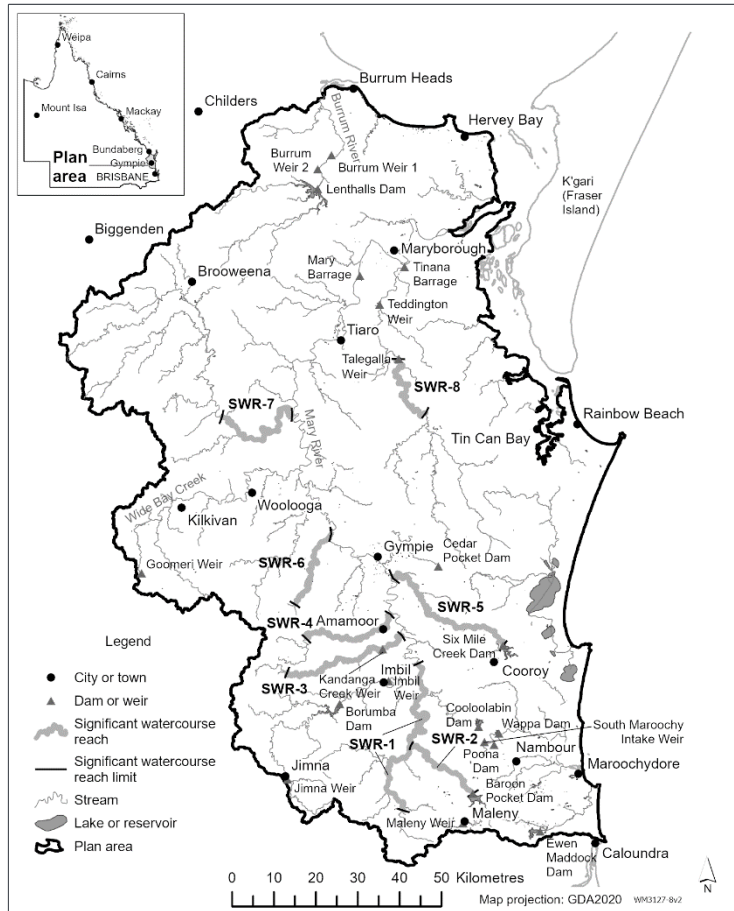 Weipa
Cairns
Mount Isa
Mackay
Bundaberg
Plan
area
Gympie
BRISBANE
Burrum Heads
Childers
Burrum River
Hervey Bay
Burrum
Weir 2
Burrum Weir 1
Lenthalls Dam
K'gari
(Fraser
Island)
Biggenden
Maryborough
Brooweena
Mary
Barrage
Tinana
Barrage
Teddington
Weir
Tiaro
Talegalla
Weir
SWR-8
SWR-7
Mary River
Rainbow Beach
Tin Can Bay
Wide Bay Creek
Woolooga
Kilkivan
Goomeri Weir
Gympie
Cedar
Pocket Dam
SWR-6
SWR-5
SWR-4
Amamoor
Six Mile
Creek Dam
Cooroy
SWR-3
Kandanga
Creek Weir
Imbil
Imbil
Weir
Borumba
Dam
Cooloolabin
Dam
Wappa Dam
South Maroochy
Intake Weir
SWR-1
SWR-2
Poona
Dam
Nambour
Maroochydore
Jimna
Jimna Weir
Baroon
Pocket Dam
Maleny Weir
Maleny
Ewen
Maddock
Dam
Caloundra
Legend
City or town
Dam or weir
Significant watercourse
reach
Significant watercourse
reach limit
Stream
Lake or reservoir
Plan area
0 10 20 30 40 50 Kilometres
Map projection: GDA2020 WM3127-8v2
N